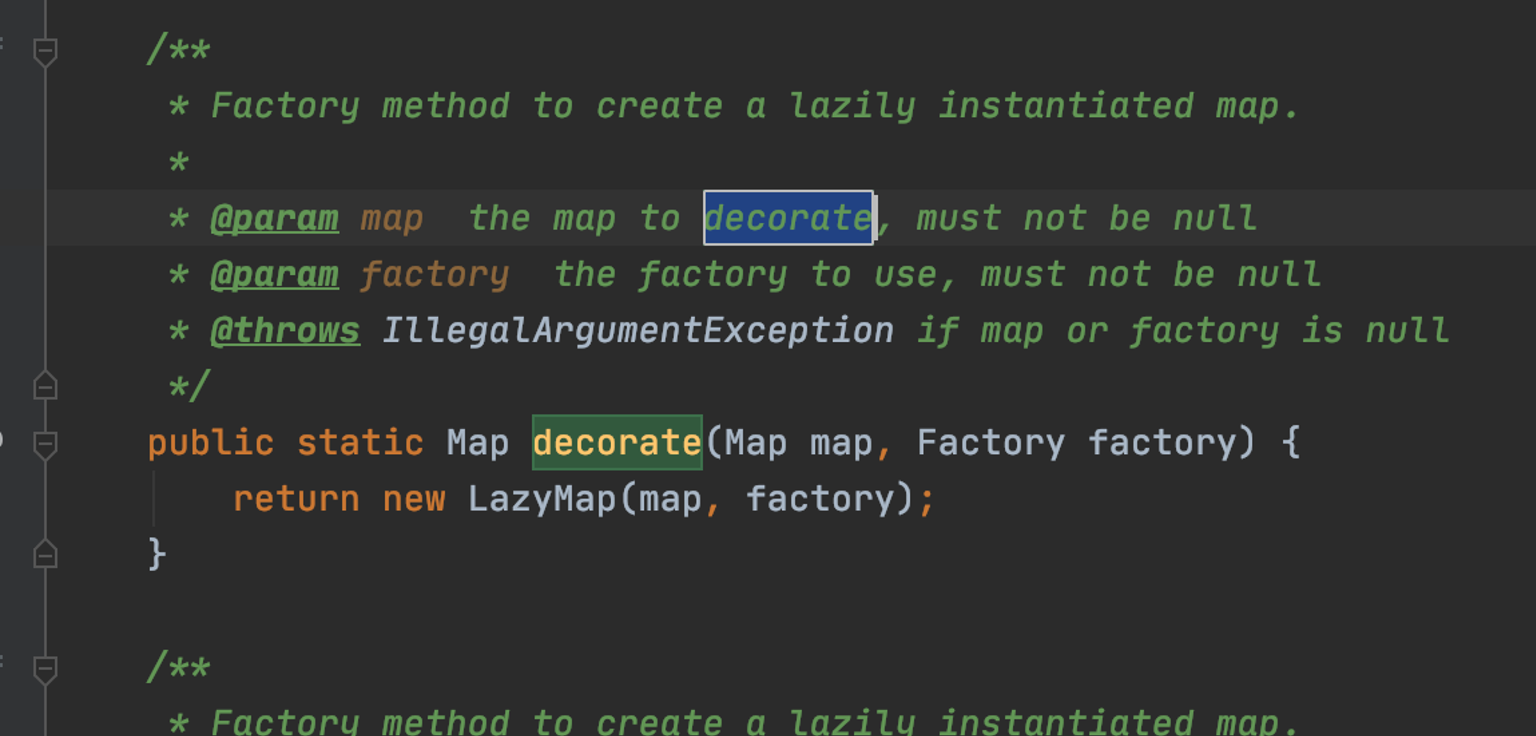 /**
 * Factory method to create a lazily instantiated map.
 *
 * @param map  the map to decorate, must not be null
 * @param factory  the factory to use, must not be null
 * @throws IllegalArgumentException if map or factory is null
 */
public static Map decorate(Map map, Factory factory) {
    return new LazyMap(map, factory);
}

/**
 * Factory method to create a lazily instantiated map.